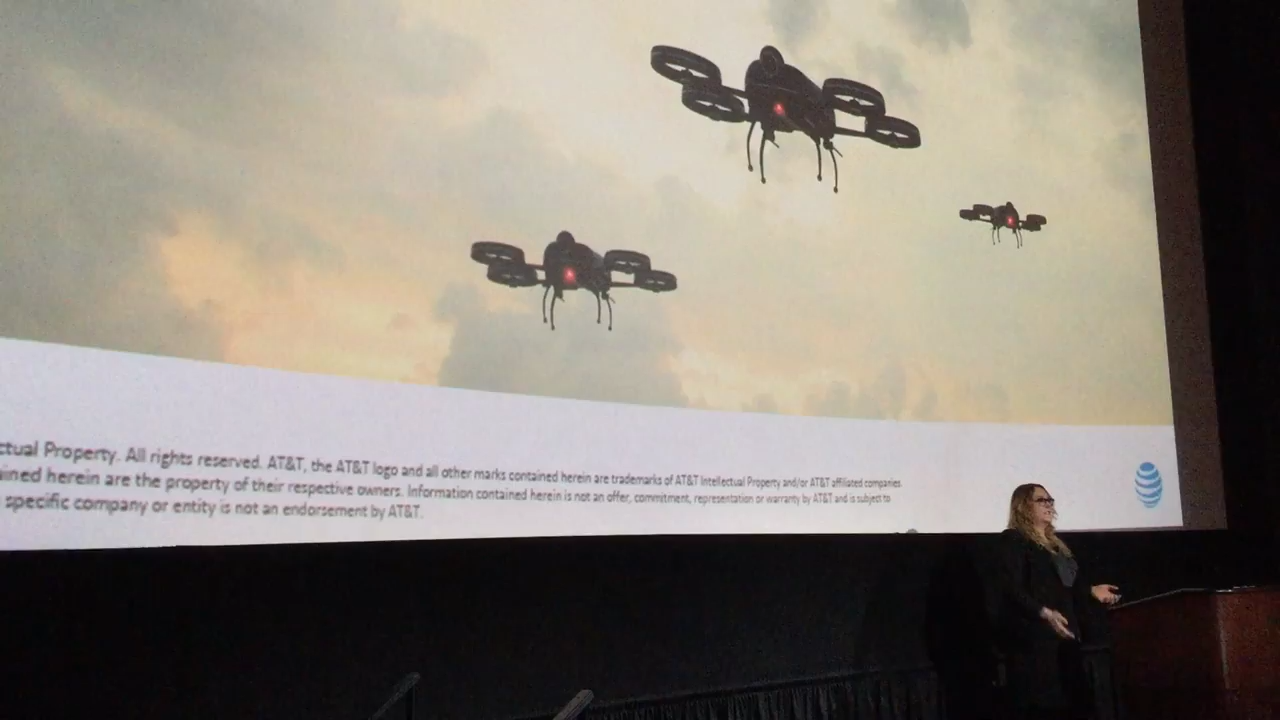 ctual Property. All rights reserved. AT&T, the AT&T logo and all other marks contained herein are trademarks of AT&T Intellectual Property and/or AT&T affiliated companies
ained herein are the property of their respective owners. Information contained herein is not an offer, commitment, representation or warranty by AT&T and is subject to
specific company or entity is not an endorsement by AT&T.